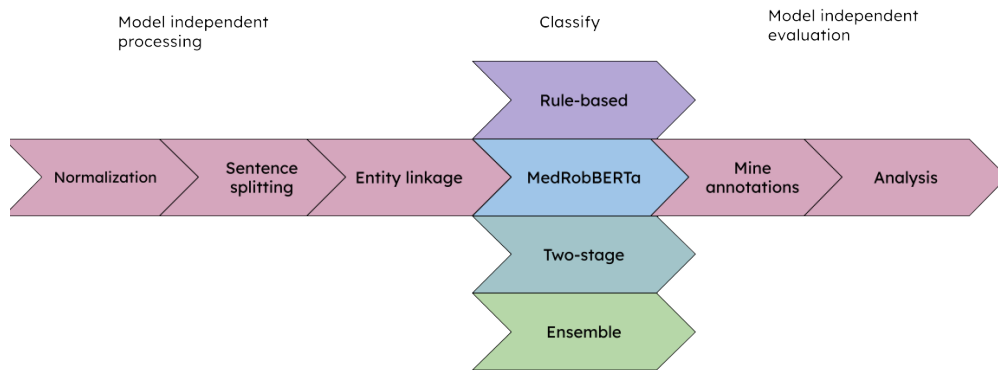 Model independent
processing
Classify
Model independent
evaluation
Rule-based
Normalization
Sentence
splitting
Entity linkage
MedRobBERTa
Mine
annotations
Analysis
Two-stage
Ensemble